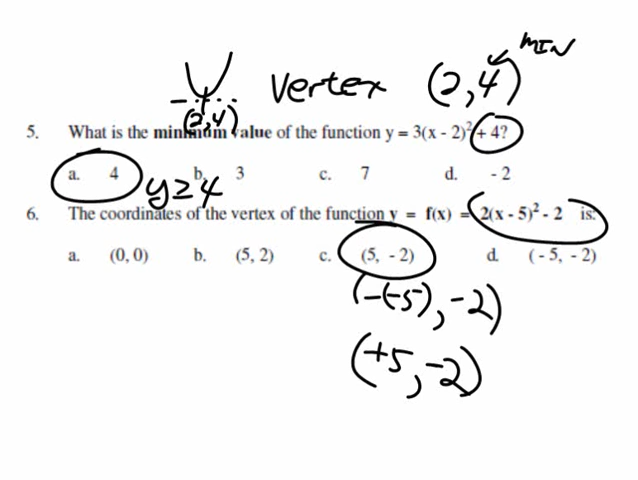 MIN
Vertex (2,4)
(2,4)
5. What is the minimum value of the function y = 3(x - 2)² + 4?
a. 4 b. 3 c. 7 d. - 2
y ≥ 4
6. The coordinates of the vertex of the function y = f(x) = 2(x - 5)² - 2 is:
a. (0, 0) b. (5, 2) c. (5, - 2) d. (- 5, - 2)
(-(-5), -2)
(+5, -2)